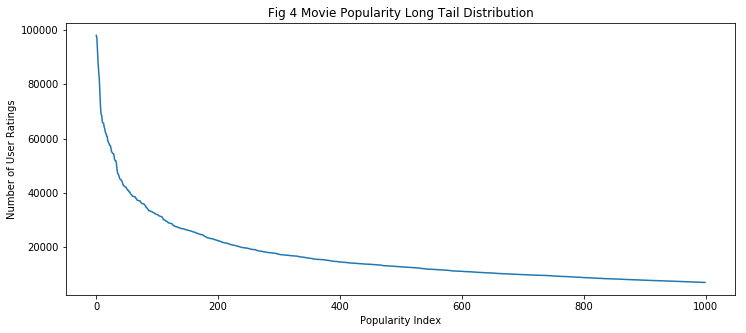 Fig 4 Movie Popularity Long Tail Distribution
100000
80000
60000
40000
20000
Number of User Ratings
0 200 400 600 800 1000
Popularity Index